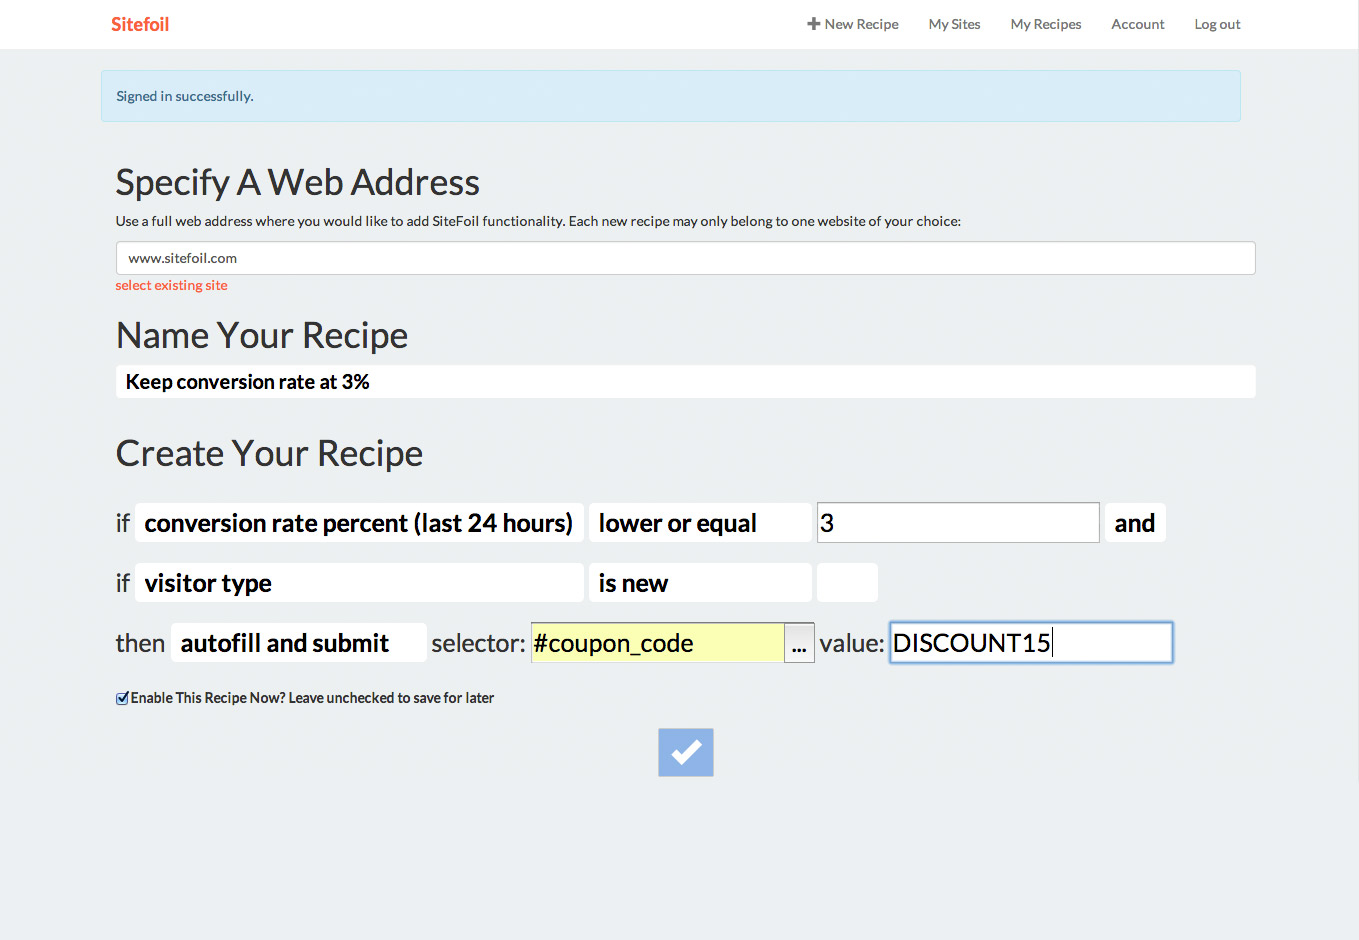 Sitefoil New Recipe My Sites My Recipes Account Log out
Signed in successfully.
Specify A Web Address
Use a full web address where you would like to add SiteFoil functionality. Each new recipe may only belong to one website of your choice:
www.sitefoil.com
select existing site
Name Your Recipe
Keep conversion rate at 3%
Create Your Recipe
if conversion rate percent (last 24 hours) lower or equal 3 and
if visitor type is new
then autofill and submit selector: #coupon_code ... value: DISCOUNT15
Enable This Recipe Now? Leave unchecked to save for later